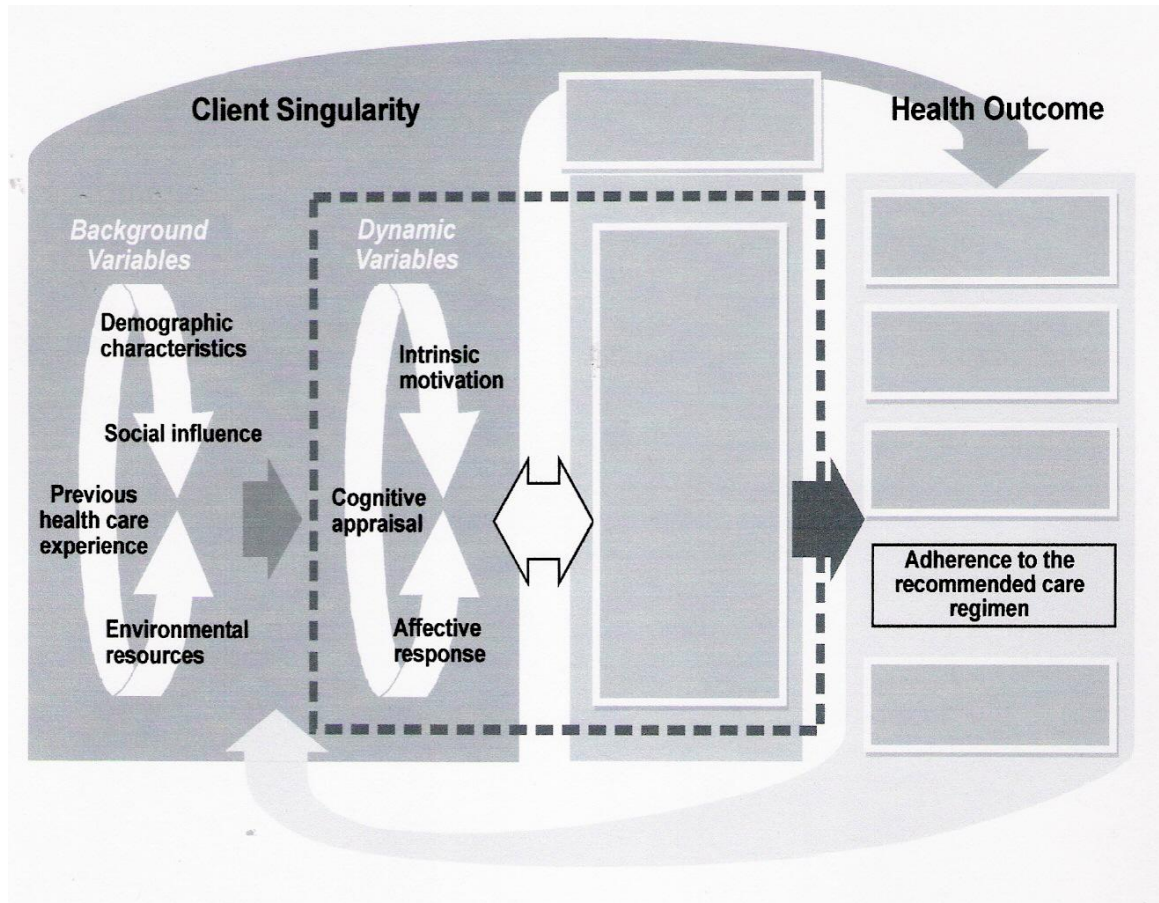 Client Singularity
Health Outcome
Background
Variables
Dynamic
Variables
Demographic
characteristics
Social influence
Previous
health care
experience
Environmental
resources
Intrinsic
motivation
Cognitive
appraisal
Affective
response
Adherence to the
recommended care
regimen